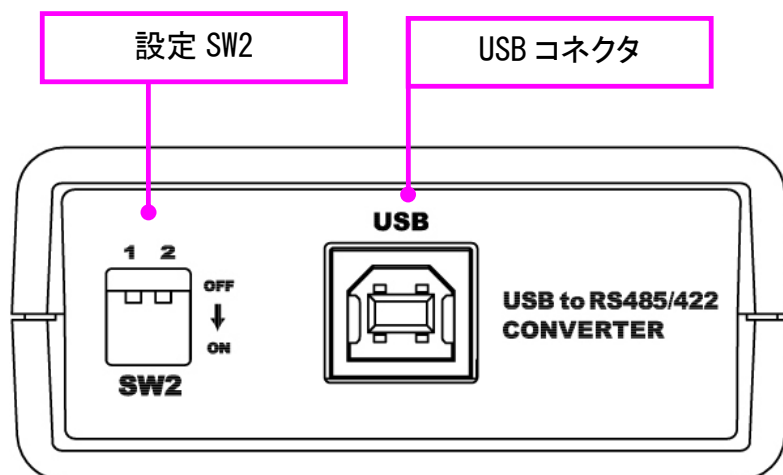 設定 SW2
USB コネクタ
USB
1 2
OFF
ON
SW2
USB to RS485/422
CONVERTER